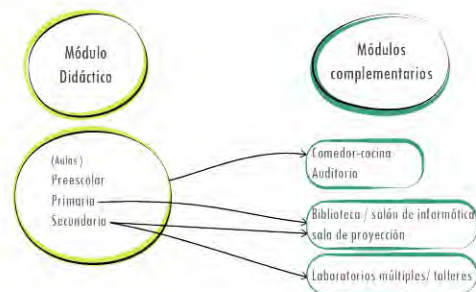 Módulo
Didáctico
Módulos
complementarios
(Aulas)
Preescolar
Primaria
Secundaria
Comedor-cocina
Auditorio
Biblioteca / salón de informática
sala de proyección
Laboratorios múltiples/ talleres